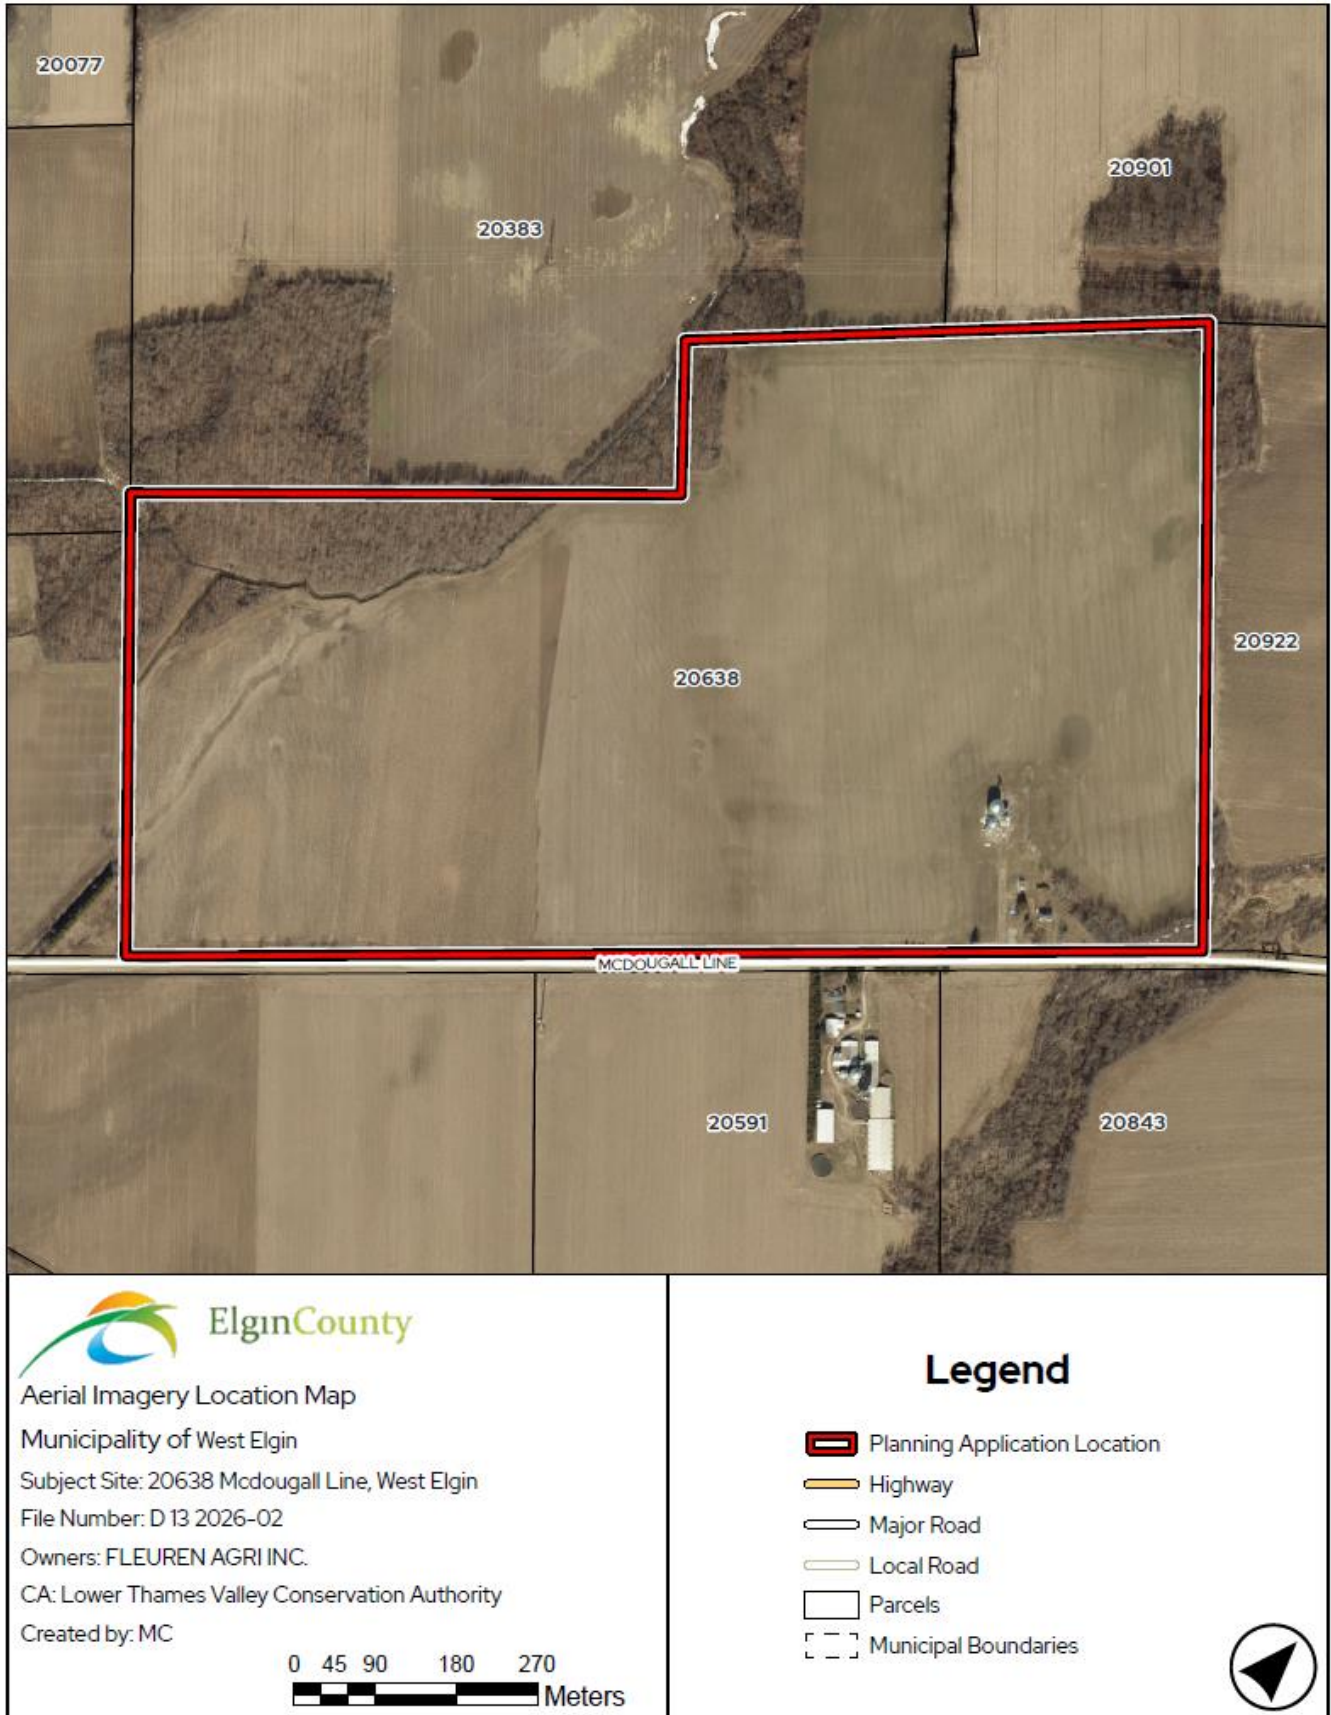 20077
20901
20383
20922
20638
MCDOUGALL LINE
20591
20843
ElginCounty
Aerial Imagery Location Map
Municipality of West Elgin
Subject Site: 20638 Mcdougall Line, West Elgin
File Number: D 13 2026-02
Owners: FLEUREN AGRI INC.
CA: Lower Thames Valley Conservation Authority
Created by: MC
0 45 90 180 270
Meters
Legend
Planning Application Location
Highway
Major Road
Local Road
Parcels
Municipal Boundaries